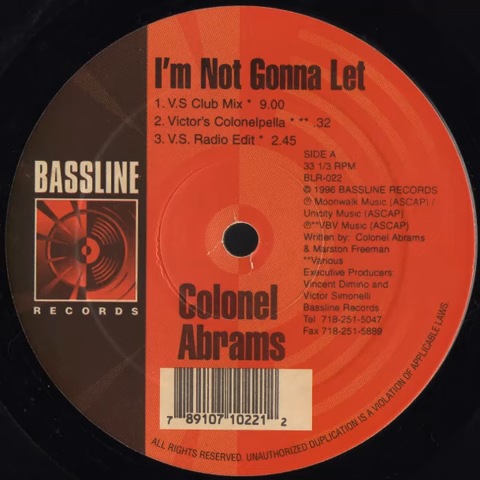 I'm Not Gonna Let
1. V.S Club Mix * 9.00
2. Victor's Colonelpella * ** .32
3. V.S. Radio Edit * 2.45
SIDE A
33 1/3 RPM
BLR-022
© 1996 BASSLINE RECORDS
℗ Moonwalk Music (ASCAP) /
Unicity Music (ASCAP)
℗**VBV Music (ASCAP)
Written by: Colonel Abrams
& Marston Freeman
**Various
Executive Producers:
Vincent Dimino and
Victor Simonelli
Bassline Records
Tel 718-251-5047
Fax 718-251-5889
BASSLINE
RECORDS
Colonel
Abrams
7 89107 10221 2
ALL RIGHTS RESERVED. UNAUTHORIZED DUPLICATION IS A VIOLATION OF APPLICABLE LAWS.